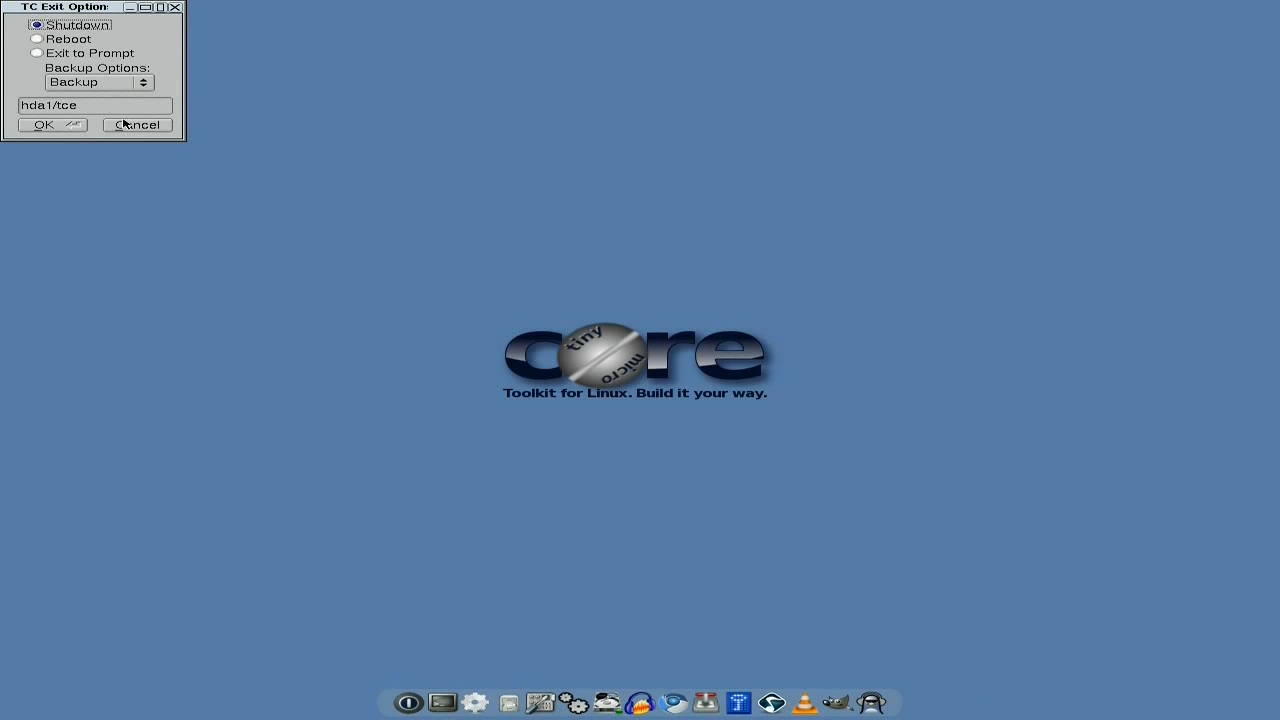 TC Exit Option:
Shutdown
Reboot
Exit to Prompt
Backup Options:
Backup
hda1/tce
OK
Cancel
core
tiny
micro
Toolkit for Linux. Build it your way.